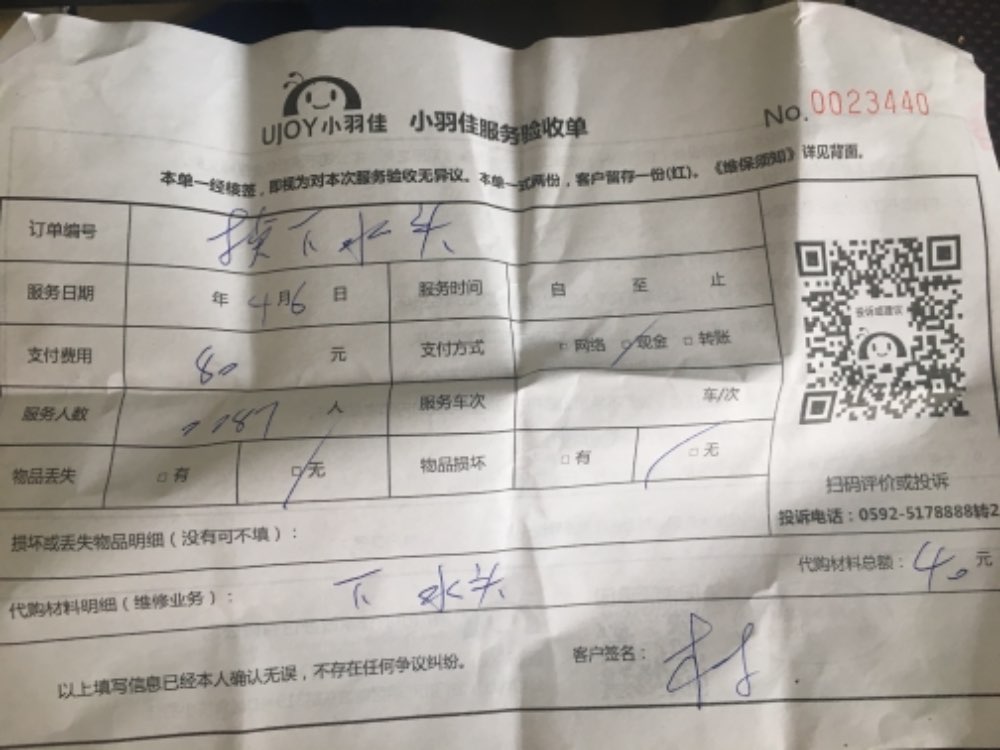 UJOY小羽佳 小羽佳服务验收单 No.0023440
本单一经核签，即视为对本次服务验收无异议。本单一式两份，客户留存一份(红)。《维保须知》详见背面。
订单编号 换下水头
服务日期 年 4月6日 服务时间 自 至 止
支付费用 80 元 支付方式 □网络 □现金 □转账
投诉或建议
服务人数 人 服务车次 车/次
物品丢失 □有 □无 物品损坏 □有 □无
扫码评价或投诉
投诉电话：0592-5178888转2
损坏或丢失物品明细（没有可不填）：
代购材料明细（维修业务）： 下水头 代购材料总额：40元
以上填写信息已经本人确认无误，不存在任何争议纠纷。 客户签名：